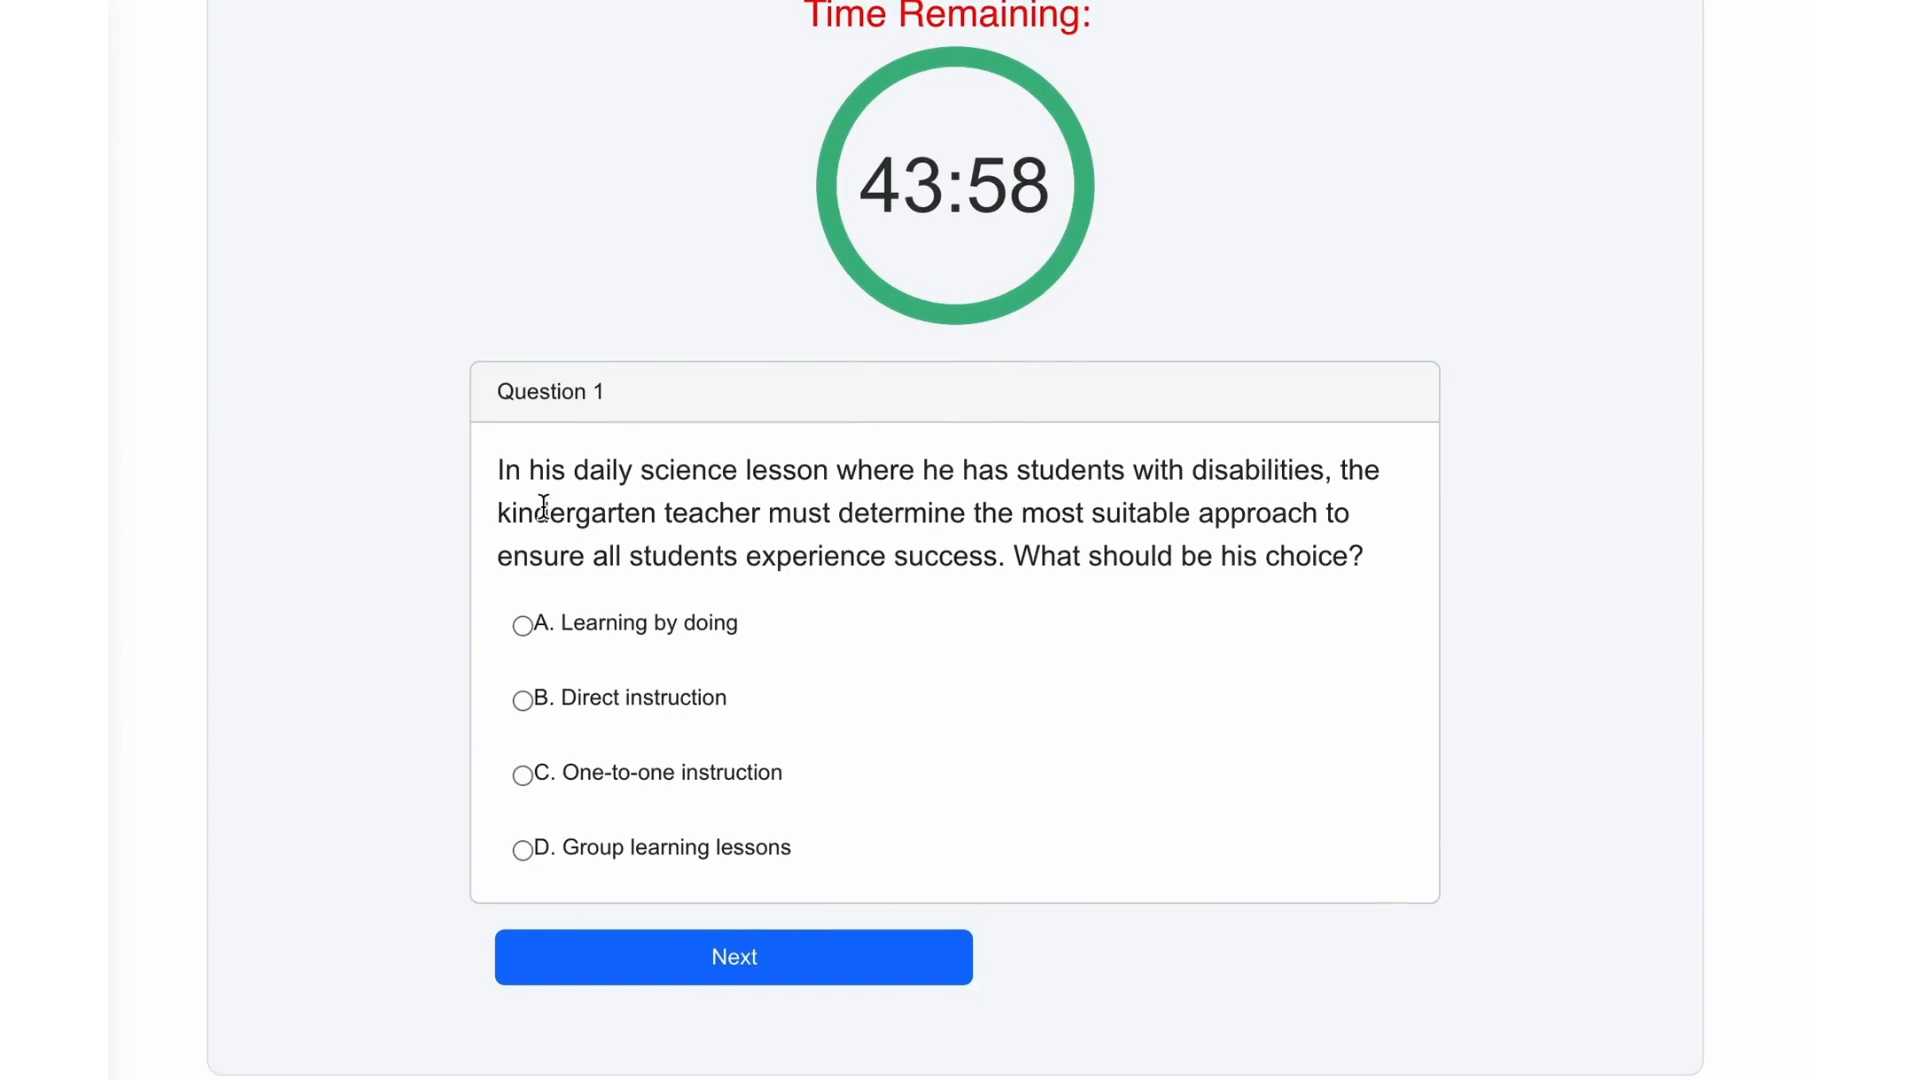 Time Remaining:
43:58
Question 1
In his daily science lesson where he has students with disabilities, the
kindergarten teacher must determine the most suitable approach to
ensure all students experience success. What should be his choice?
A. Learning by doing
B. Direct instruction
C. One-to-one instruction
D. Group learning lessons
Next